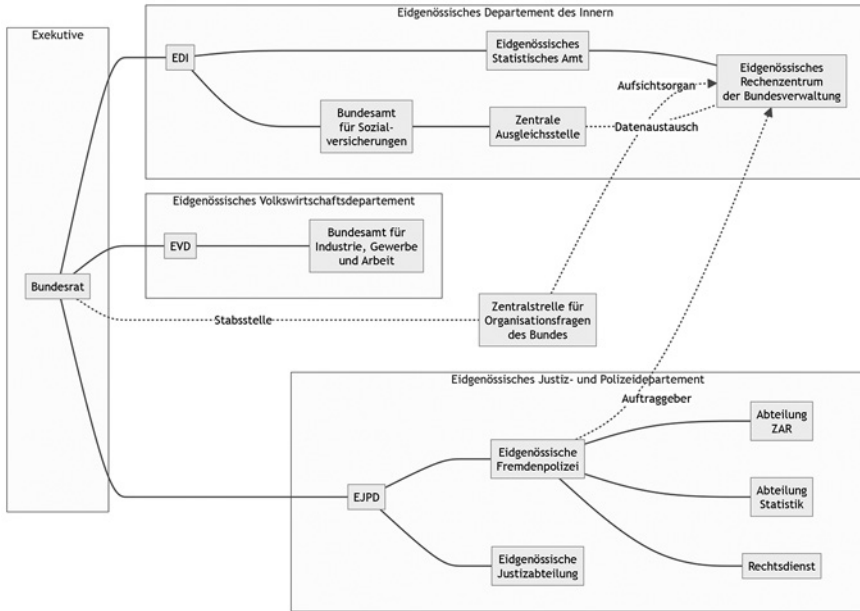 Exekutive
Bundesrat
Eidgenössisches Departement des Innern
EDI
Eidgenössisches
Statistisches Amt
Eidgenössisches
Rechenzentrum
der Bundesverwaltung
Aufsichtsorgan
Bundesamt
für Sozial-
versicherungen
Zentrale
Ausgleichsstelle
Datenaustausch
Eidgenössisches Volkswirtschaftsdepartement
EVD
Bundesamt für
Industrie, Gewerbe
und Arbeit
Stabsstelle
Zentralstrelle für
Organisationsfragen
des Bundes
Eidgenössisches Justiz- und Polizeidepartement
Auftraggeber
EJPD
Eidgenössische
Fremdenpolizei
Abteilung
ZAR
Abteilung
Statistik
Eidgenössische
Justizabteilung
Rechtsdienst